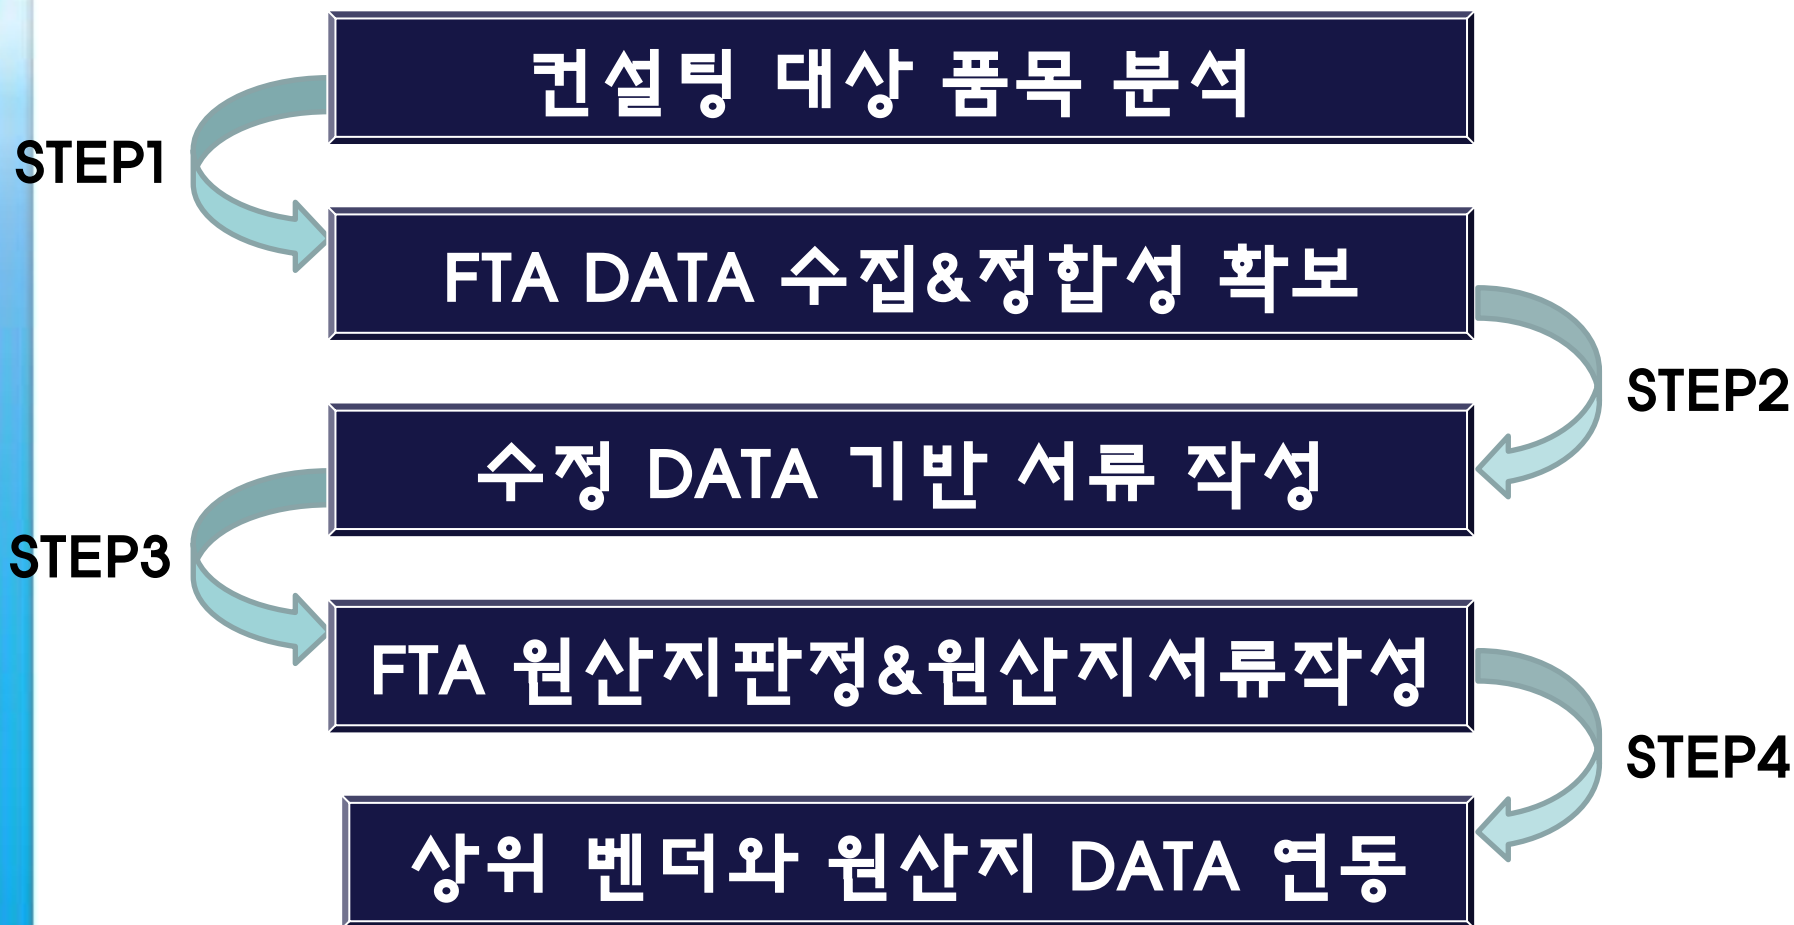 컨설팅 대상 품목 분석
STEP1
FTA DATA 수집&정합성 확보
STEP2
수정 DATA 기반 서류 작성
STEP3
FTA 원산지판정&원산지서류작성
STEP4
상위 벤더와 원산지 DATA 연동